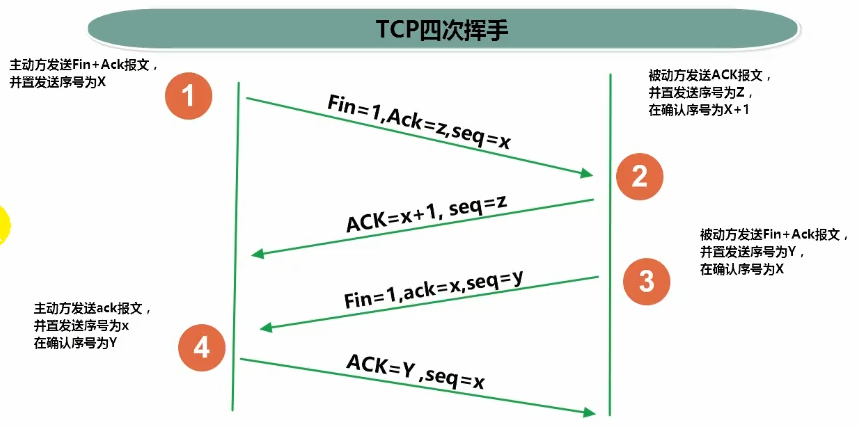 TCP四次挥手
主动方发送Fin+Ack报文，
并置发送序号为X
1
Fin=1,Ack=z,seq=x
被动方发送ACK报文，
并置发送序号为Z，
在确认序号为X+1
2
ACK=x+1, seq=z
被动方发送Fin+Ack报文，
并置发送序号为Y，
在确认序号为X
3
Fin=1,ack=x,seq=y
主动方发送ack报文，
并置发送序号为x
在确认序号为Y
4
ACK=Y ,seq=x